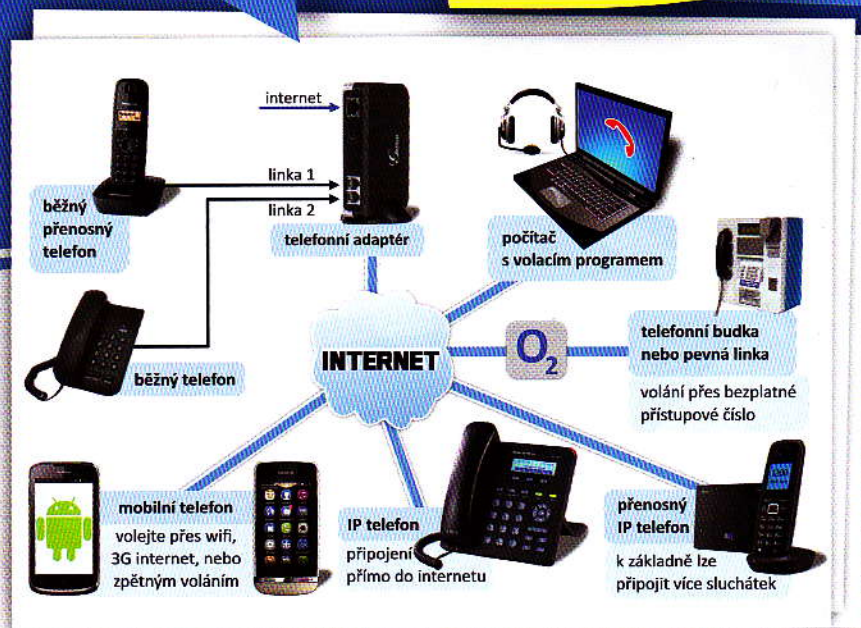 internet
linka 1
linka 2
běžný
přenosný
telefon
telefonní adaptér
počítač
s volacím programem
běžný telefon
INTERNET
O2
telefonní budka
nebo pevná linka
volání přes bezplatné
přístupové číslo
mobilní telefon
volejte přes wifi,
3G internet, nebo
zpětným voláním
IP telefon
připojení
přímo do internetu
přenosný
IP telefon
k základně lze
připojit více sluchátek